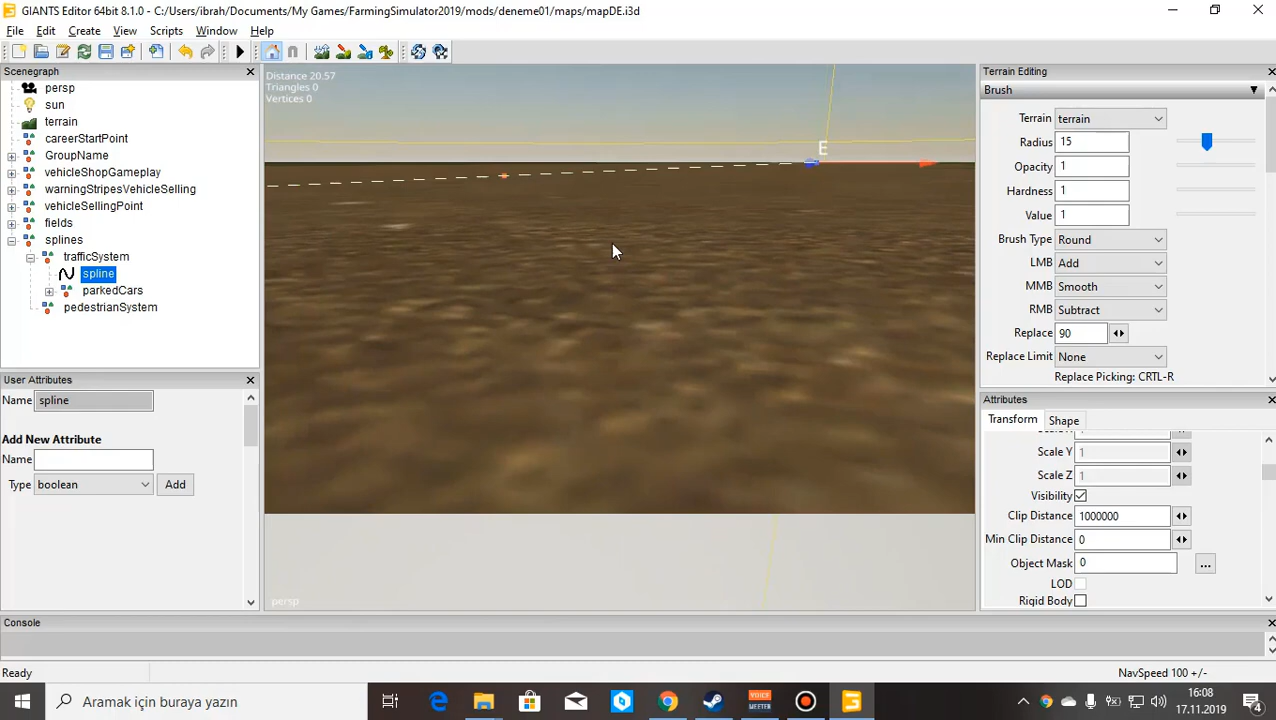 GIANTS Editor 64bit 8.1.0 - C:/Users/ibrah/Documents/My Games/FarmingSimulator2019/mods/deneme01/maps/mapDE.i3d
File Edit Create View Scripts Window Help
Scenegraph
persp
sun
terrain
careerStartPoint
GroupName
vehicleShopGameplay
warningStripesVehicleSelling
vehicleSellingPoint
fields
splines
trafficSystem
spline
parkedCars
pedestrianSystem
User Attributes
Name spline
Add New Attribute
Name
Type boolean Add
Distance 20.57
Triangles 0
Vertices 0
E
persp
Terrain Editing
Brush
Terrain terrain
Radius 15
Opacity 1
Hardness 1
Value 1
Brush Type Round
LMB Add
MMB Smooth
RMB Subtract
Replace 90
Replace Limit None
Replace Picking: CRTL-R
Attributes
Transform Shape
Scale Y 1
Scale Z 1
Visibility
Clip Distance 1000000
Min Clip Distance 0
Object Mask 0 ...
LOD
Rigid Body
Console
Ready
NavSpeed 100 +/-
Aramak için buraya yazın
VOICE
MEETER
16:08
17.11.2019
4